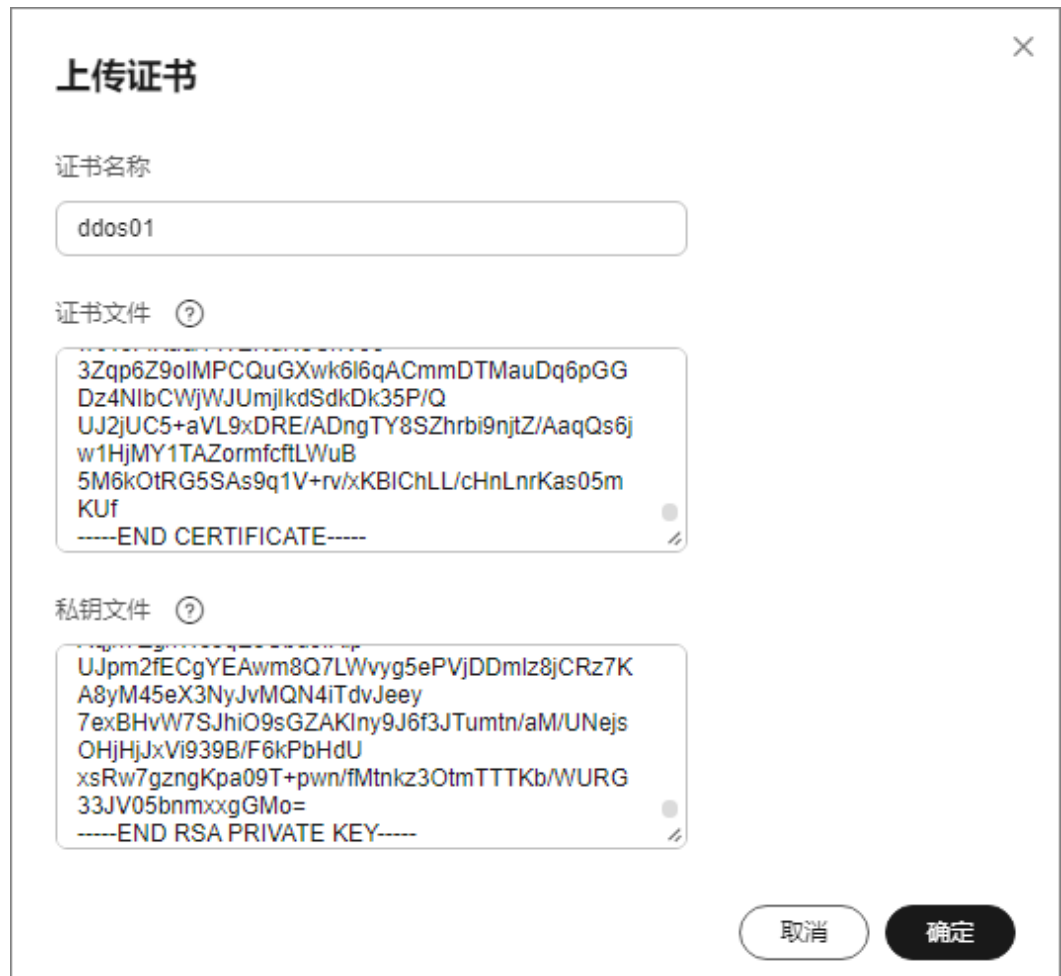 上传证书
证书名称
ddos01
证书文件
3Zqp6Z9oIMPCQuGXwk6l6qACmmDTMauDq6pGG
Dz4NIbCWjWJUmjIkdSdkDk35P/Q
UJ2jUC5+aVL9xDRE/ADngTY8SZhrbi9njtZ/AaqQs6j
w1HjMY1TAZormfcftLWuB
5M6kOtRG5SAs9q1V+rv/xKBIChLL/cHnLnrKas05m
KUf
-----END CERTIFICATE-----
私钥文件
UJpm2fECgYEAwm8Q7LWvyg5ePVjDDmIz8jCRz7K
A8yM45eX3NyJvMQN4iTdvJeey
7exBHvW7SJhiO9sGZAKIny9J6f3JTumtn/aM/UNejs
OHjHjJxVi939B/F6kPbHdU
xsRw7gzngKpa09T+pwn/fMtnkz3OtmTTTKb/WURG
33JV05bnmxxgGMo=
-----END RSA PRIVATE KEY-----
取消
确定